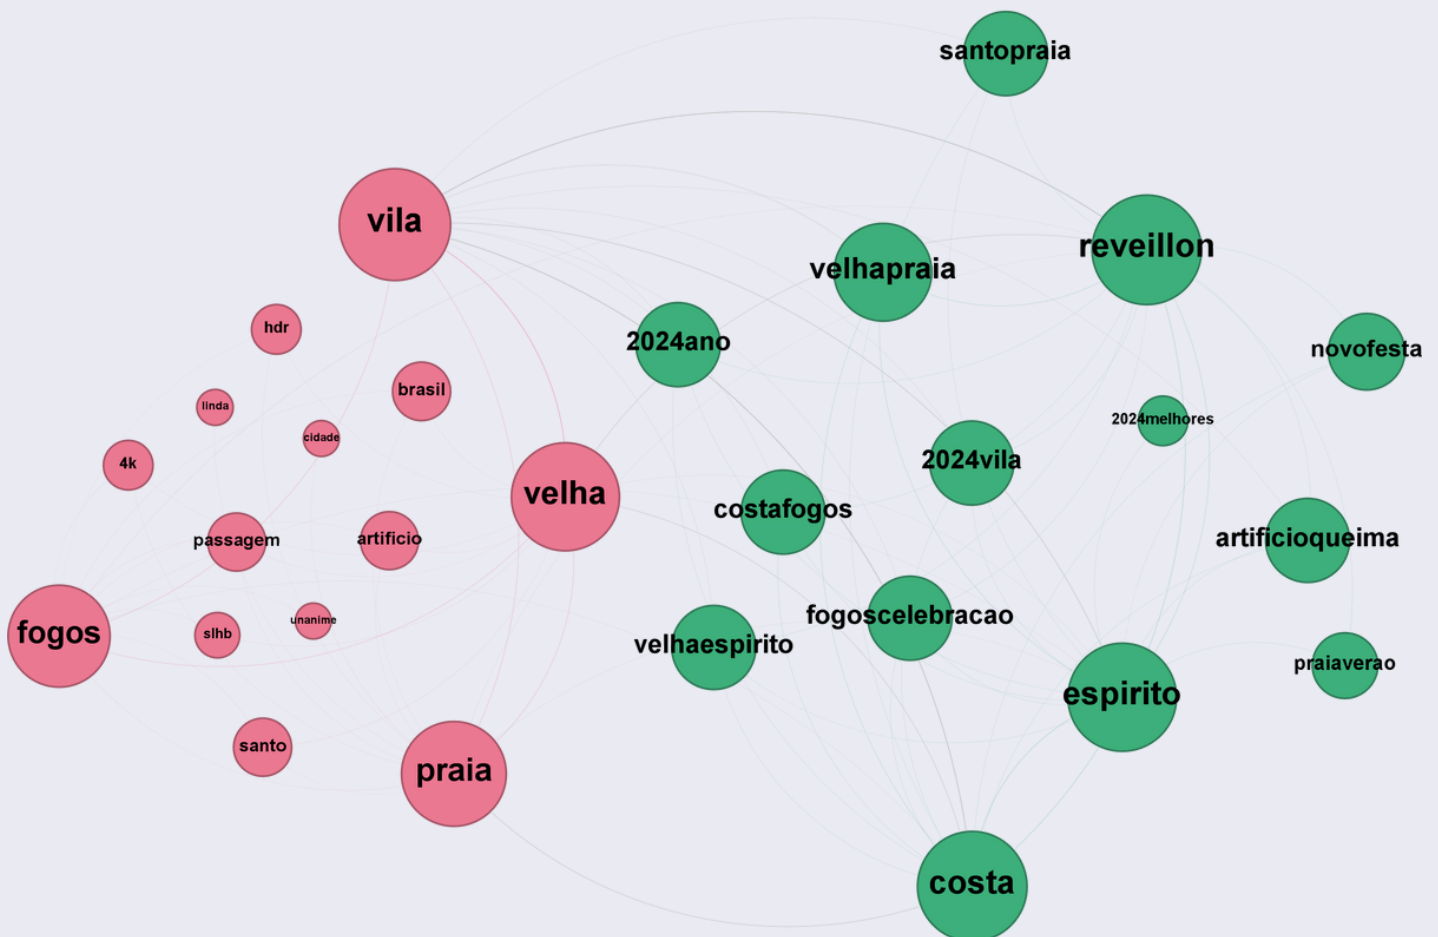 santopraia
vila
reveillon
velhapraia
hdr
2024ano
novofesta
brasil
linda
2024melhores
cidade
4k
2024vila
velha
costafogos
passagem
artificio
artificioqueima
fogoscelebracao
unanime
fogos
slhb
velhaespirito
praiaverao
espirito
santo
praia
costa